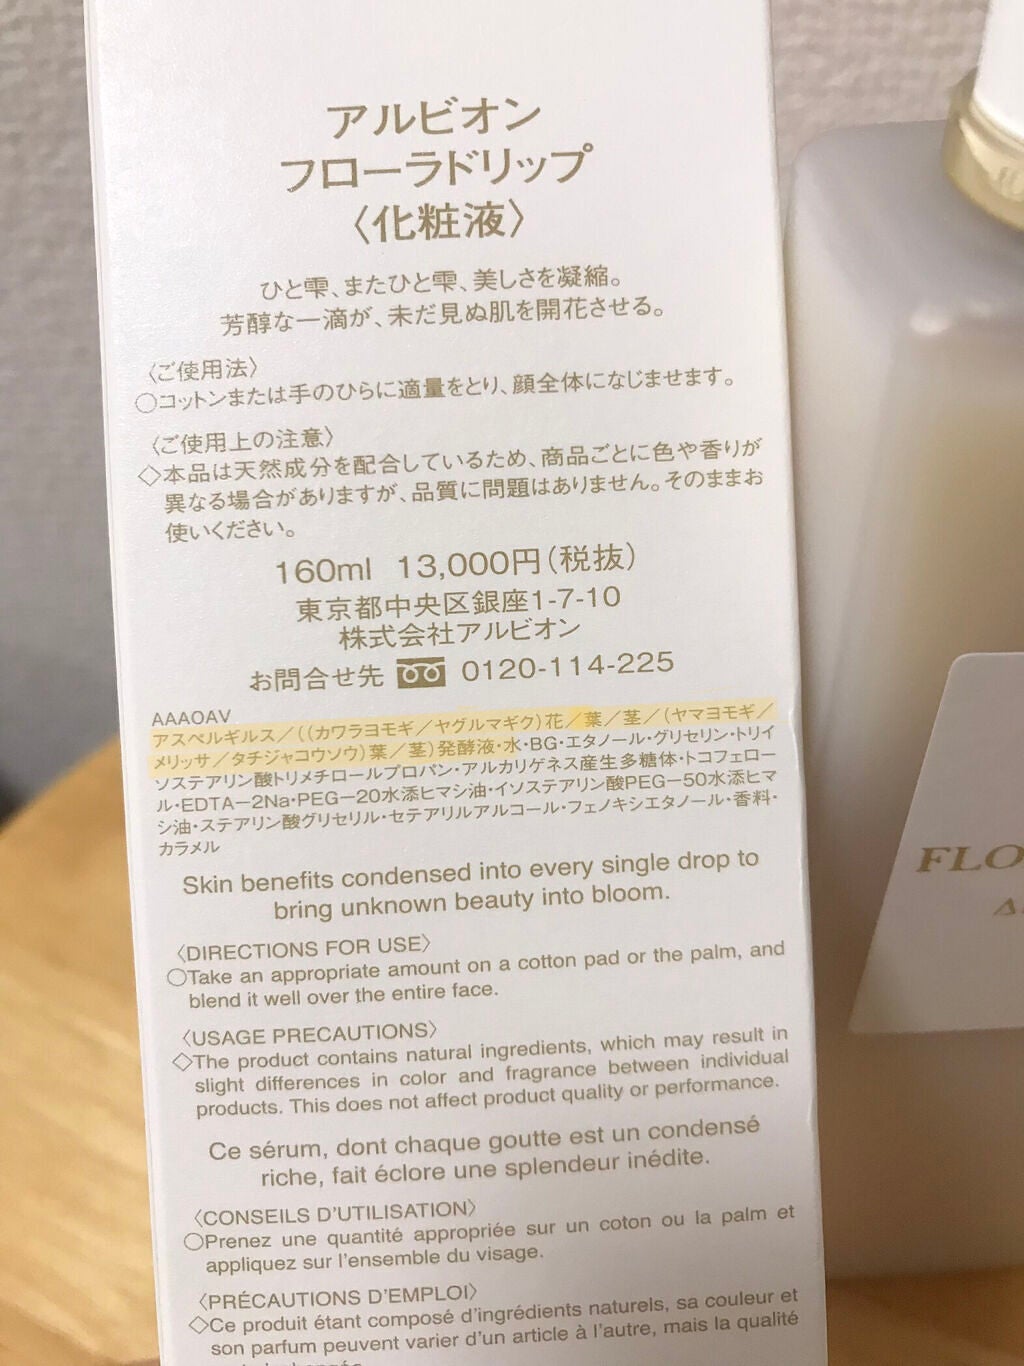 アルビオン
フローラドリップ
〈化粧液〉
ひと雫、またひと雫、美しさを凝縮。
芳醇な一滴が、未だ見ぬ肌を開花させる。
〈ご使用法〉
○コットンまたは手のひらに適量をとり、顔全体になじませます。
〈ご使用上の注意〉
◇本品は天然成分を配合しているため、商品ごとに色や香りが
異なる場合がありますが、品質に問題はありません。そのままお
使いください。
160ml 13,000円（税抜）
東京都中央区銀座1-7-10
株式会社アルビオン
お問合せ先 0120-114-225
AAAOAV
アスペルギルス／（（カワラヨモギ／ヤグルマギク）花／葉／茎／（ヤマヨモギ／
メリッサ／タチジャコウソウ）葉／茎）発酵液・水・BG・エタノール・グリセリン・トリイ
ソステアリン酸トリメチロールプロパン・アルカリゲネス産生多糖体・トコフェロー
ル・EDTA－2Na・PEG－20水添ヒマシ油・イソステアリン酸PEG－50水添ヒマ
シ油・ステアリン酸グリセリル・セテアリルアルコール・フェノキシエタノール・香料・
カラメル
Skin benefits condensed into every single drop to
bring unknown beauty into bloom.
〈DIRECTIONS FOR USE〉
○Take an appropriate amount on a cotton pad or the palm, and
blend it well over the entire face.
〈USAGE PRECAUTIONS〉
◇The product contains natural ingredients, which may result in
slight differences in color and fragrance between individual
products. This does not affect product quality or performance.
Ce sérum, dont chaque goutte est un condensé
riche, fait éclore une splendeur inédite.
〈CONSEILS D'UTILISATION〉
○Prenez une quantité appropriée sur un coton ou la palm et
appliquez sur l'ensemble du visage.
〈PRÉCAUTIONS D'EMPLOI〉
◇Ce produit étant composé d'ingrédients naturels, sa couleur et
son parfum peuvent varier d'un article à l'autre, mais la qualité
FLO